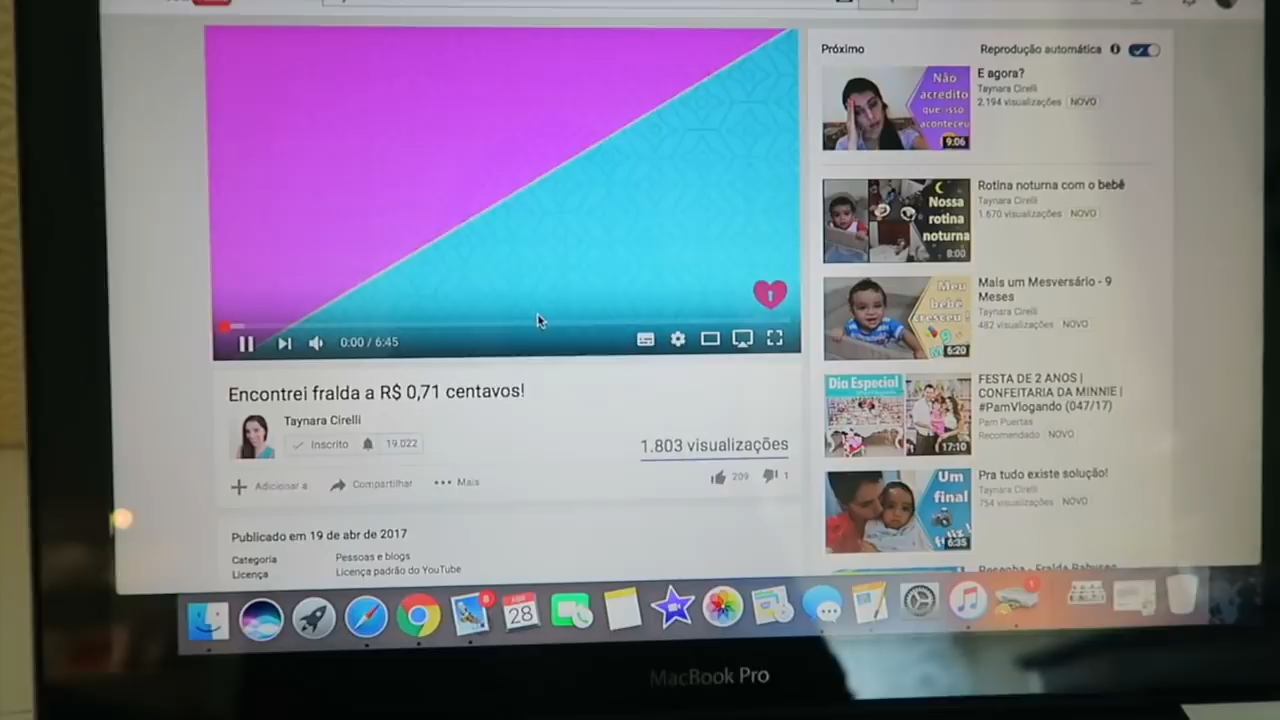 Próximo
Reprodução automática
E agora?
Taynara Cirelli
2.194 visualizações NOVO
Não
acredito
que isso
aconteceu
9:06
Rotina noturna com o bebê
Taynara Cirelli
1.670 visualizações NOVO
Nossa
rotina
noturna
8:00
Mais um Mesversário - 9
Meses
Taynara Cirelli
482 visualizações NOVO
Meu
bebê
cresceu!
9
6:20
FESTA DE 2 ANOS |
CONFEITARIA DA MINNIE |
#PamVlogando (047/17)
Pam Puertas
Recomendado NOVO
Dia Especial
17:10
Pra tudo existe solução!
Taynara Cirelli
754 visualizações NOVO
Um
final
feliz!
6:35
0:00 / 6:45
Encontrei fralda a R$ 0,71 centavos!
Taynara Cirelli
Inscrito 19.022
1.803 visualizações
Adicionar a Compartilhar Mais
209 1
Publicado em 19 de abr de 2017
Categoria Pessoas e blogs
Licença Licença padrão do YouTube
8
28
1
MacBook Pro